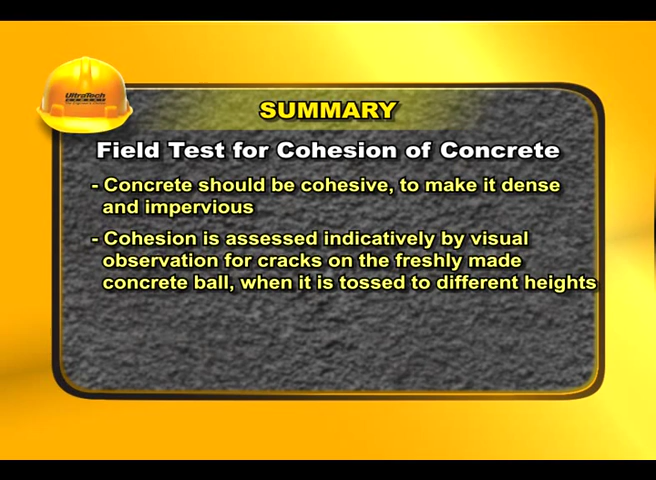 UltraTech
CEMENT
SUMMARY
Field Test for Cohesion of Concrete
- Concrete should be cohesive, to make it dense
and impervious
- Cohesion is assessed indicatively by visual
observation for cracks on the freshly made
concrete ball, when it is tossed to different heights